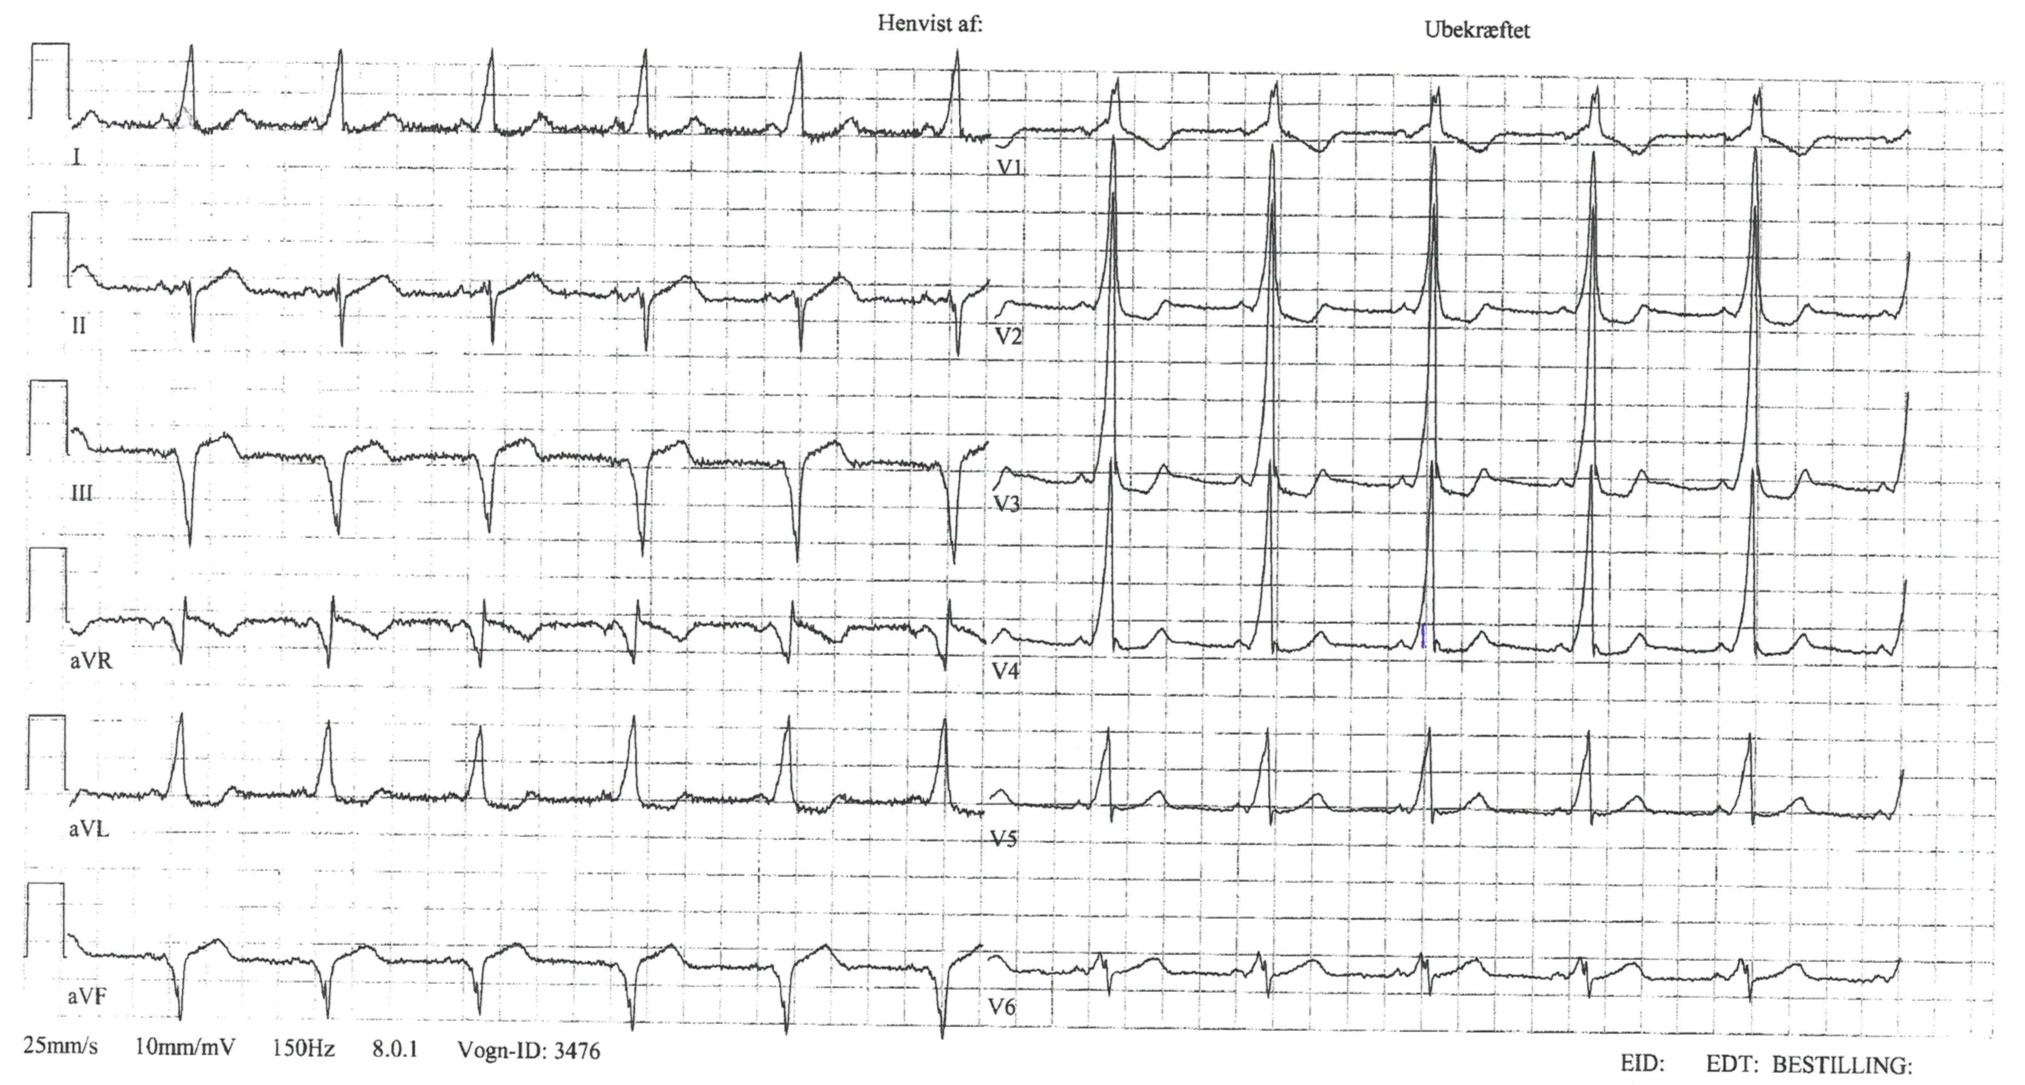 Henvist af: Ubekræftet
I V1
II V2
III V3
aVR V4
aVL V5
aVF V6
25mm/s 10mm/mV 150Hz 8.0.1 Vogn-ID: 3476
EID: EDT: BESTILLING: